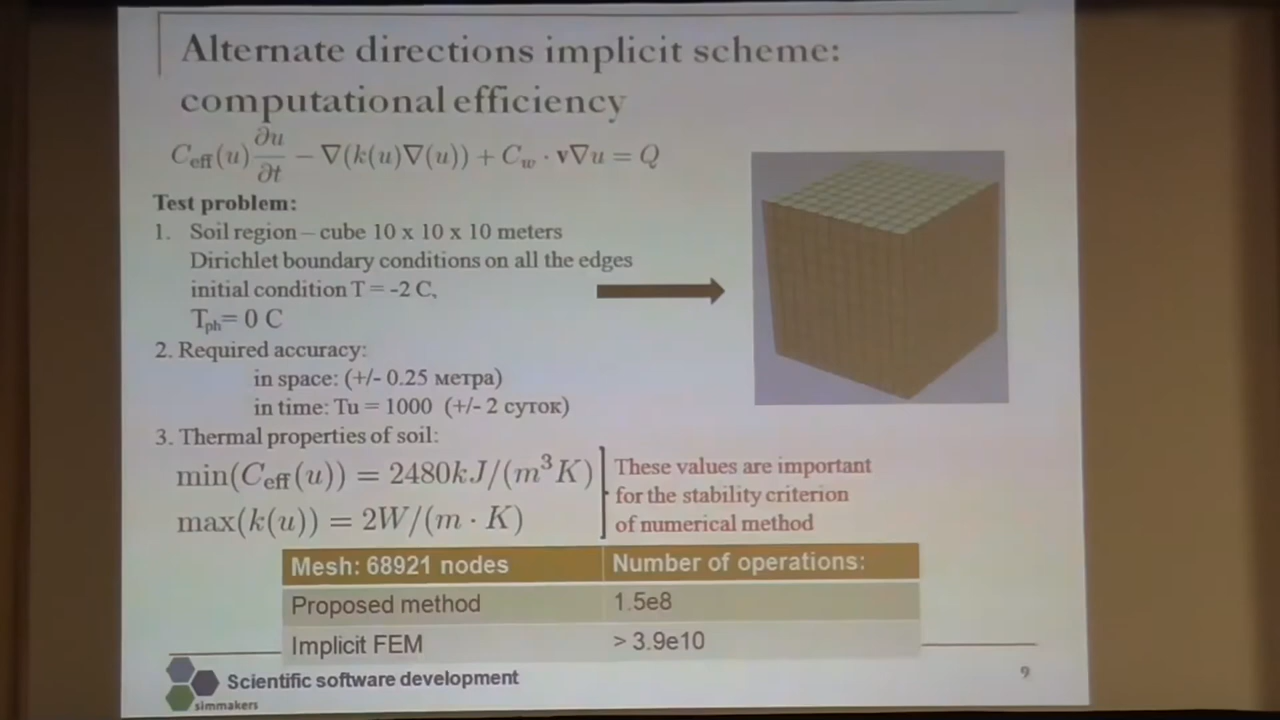 Alternate directions implicit scheme:
computational efficiency
C_eff(u) ∂u/∂t − ∇(k(u)∇(u)) + C_w · v∇u = Q
Test problem:
1. Soil region – cube 10 x 10 x 10 meters
Dirichlet boundary conditions on all the edges
initial condition T = -2 C,
T_ph= 0 C
2. Required accuracy:
in space: (+/- 0.25 метра)
in time: Tu = 1000 (+/- 2 суток)
3. Thermal properties of soil:
min(C_eff(u)) = 2480kJ/(m³K)
max(k(u)) = 2W/(m · K)
These values are important
for the stability criterion
of numerical method
Mesh: 68921 nodes Number of operations:
Proposed method 1.5e8
Implicit FEM > 3.9e10
Scientific software development
simmakers
9